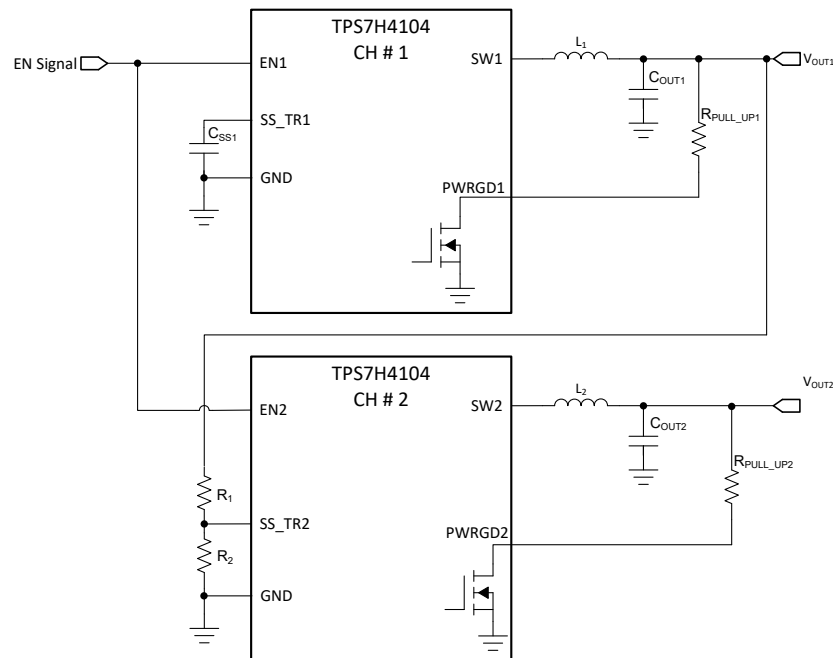 TPS7H4104
CH # 1
EN Signal
EN1
SW1
L1
VOUT1
COUT1
RPULL_UP1
SS_TR1
CSS1
GND
PWRGD1
TPS7H4104
CH # 2
EN2
SW2
L2
VOUT2
COUT2
RPULL_UP2
R1
SS_TR2
PWRGD2
R2
GND